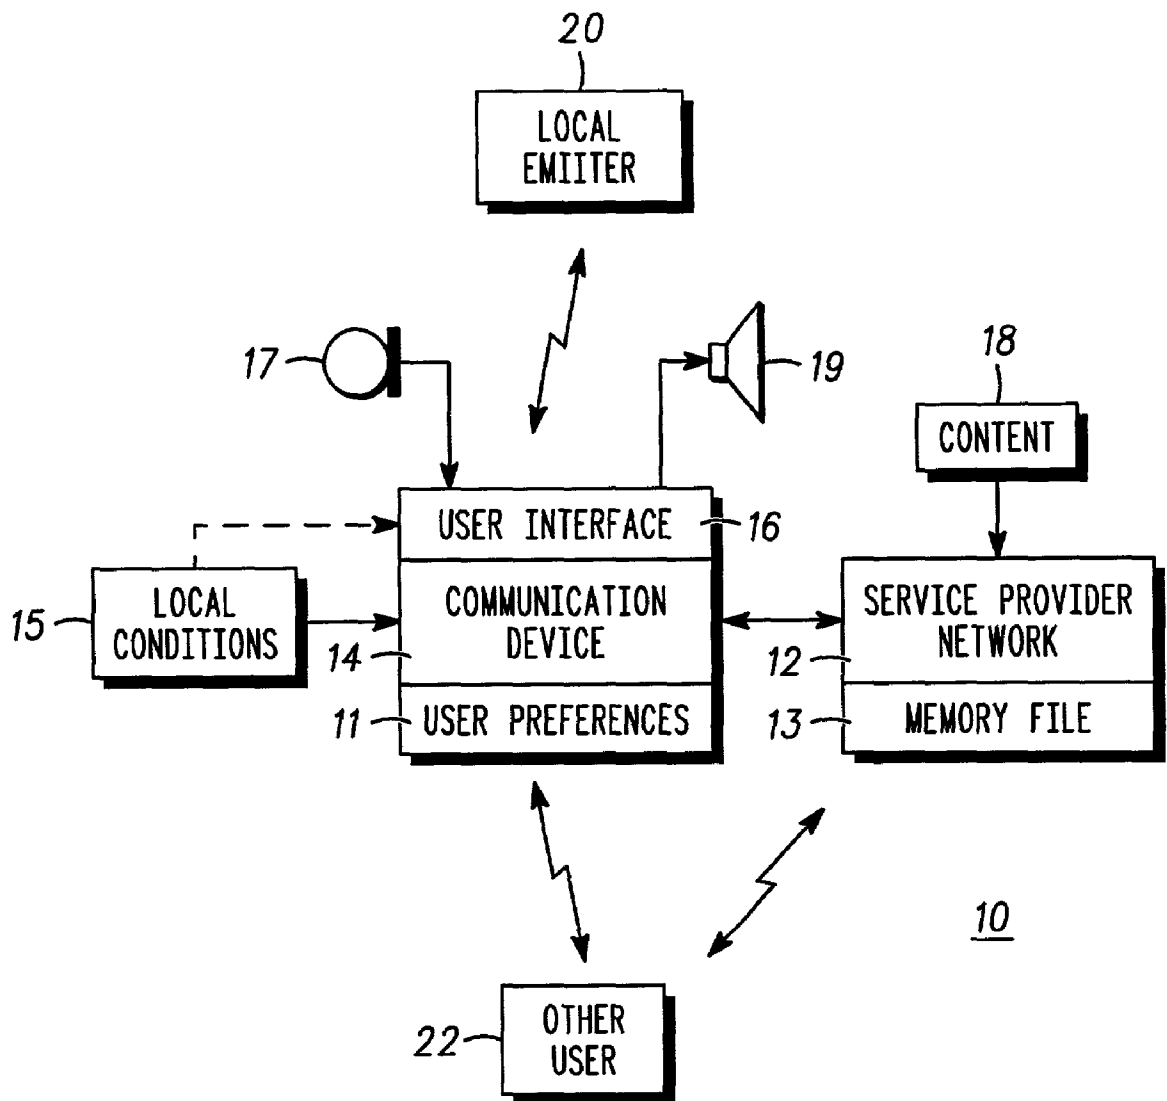 20
LOCAL
EMIITER
17
19
18
CONTENT
USER INTERFACE
16
15
LOCAL
CONDITIONS
COMMUNICATION
DEVICE
14
SERVICE PROVIDER
NETWORK
12
11
USER PREFERENCES
13
MEMORY FILE
10
22
OTHER
USER